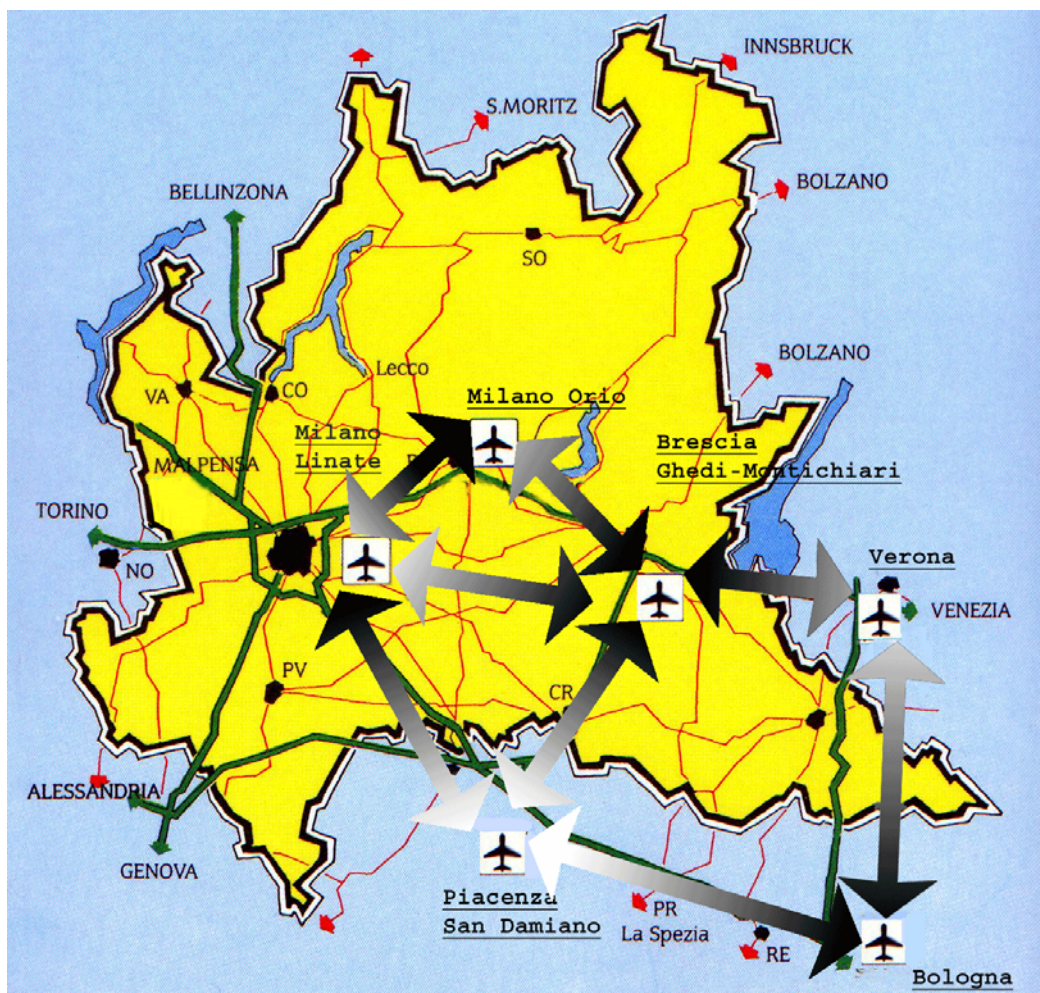 INNSBRUCK
S.MORITZ
BOLZANO
BELLINZONA
SO
BOLZANO
Lecco
VA
CO
Milano Orio
Milano
Linate
Brescia
Ghedi-Montichiari
MALPENSA
TORINO
NO
Verona
VENEZIA
PV
CR
ALESSANDRIA
GENOVA
Piacenza
San Damiano
PR
La Spezia
RE
Bologna